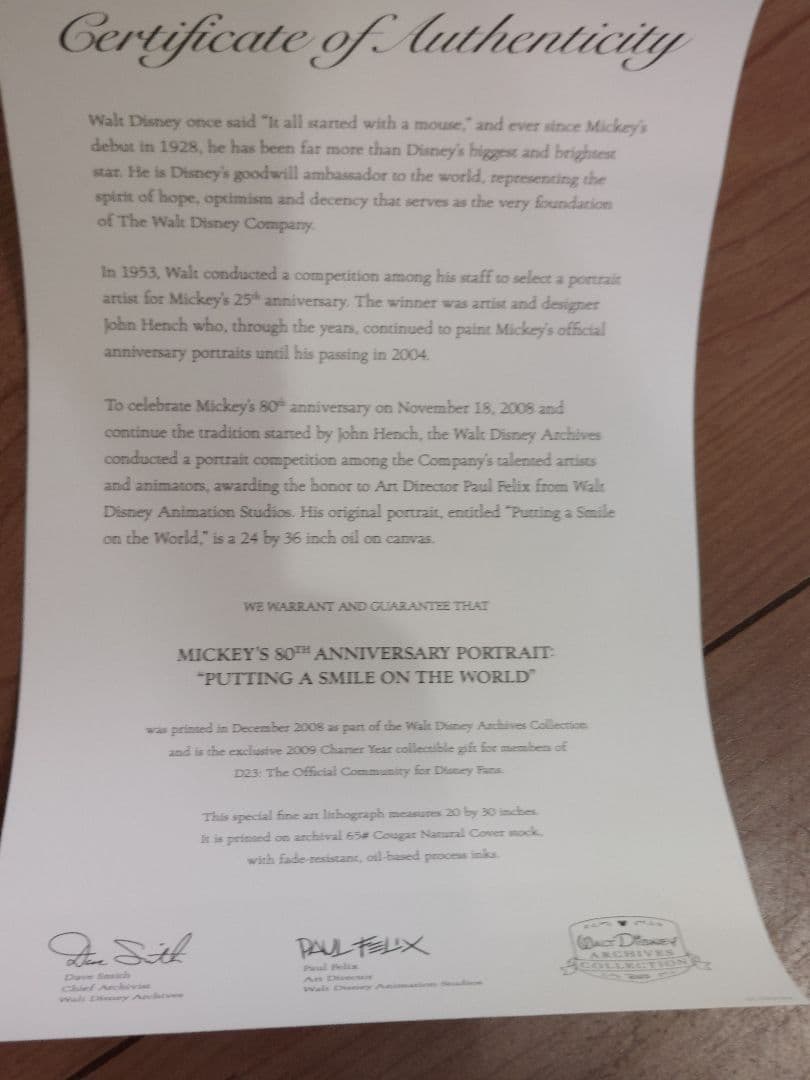 Certificate of Authenticity
Walt Disney once said "It all started with a mouse," and ever since Mickey's
debut in 1928, he has been far more than Disney's biggest and brightest
star. He is Disney's goodwill ambassador to the world, representing the
spirit of hope, optimism and decency that serves as the very foundation
of The Walt Disney Company.
In 1953, Walt conducted a competition among his staff to select a portrait
artist for Mickey's 25th anniversary. The winner was artist and designer
John Hench who, through the years, continued to paint Mickey's official
anniversary portraits until his passing in 2004.
To celebrate Mickey's 80th anniversary on November 18, 2008 and
continue the tradition started by John Hench, the Walt Disney Archives
conducted a portrait competition among the Company's talented artists
and animators, awarding the honor to Art Director Paul Felix from Walt
Disney Animation Studios. His original portrait, entitled "Putting a Smile
on the World," is a 24 by 36 inch oil on canvas.
WE WARRANT AND GUARANTEE THAT
MICKEY'S 80TH ANNIVERSARY PORTRAIT:
"PUTTING A SMILE ON THE WORLD"
was printed in December 2008 as part of the Walt Disney Archives Collection
and is the exclusive 2009 Charter Year collectible gift for members of
D23: The Official Community for Disney Fans.
This special fine art lithograph measures 20 by 30 inches.
It is printed on archival 65# Cougar Natural Cover stock,
with fade-resistant, oil-based process inks.
Dave Smith
Dave Smith
Chief Archivist
Walt Disney Archives
PAUL FELIX
Paul Felix
Art Director
Walt Disney Animation Studios
WALT DISNEY
ARCHIVES
COLLECTION